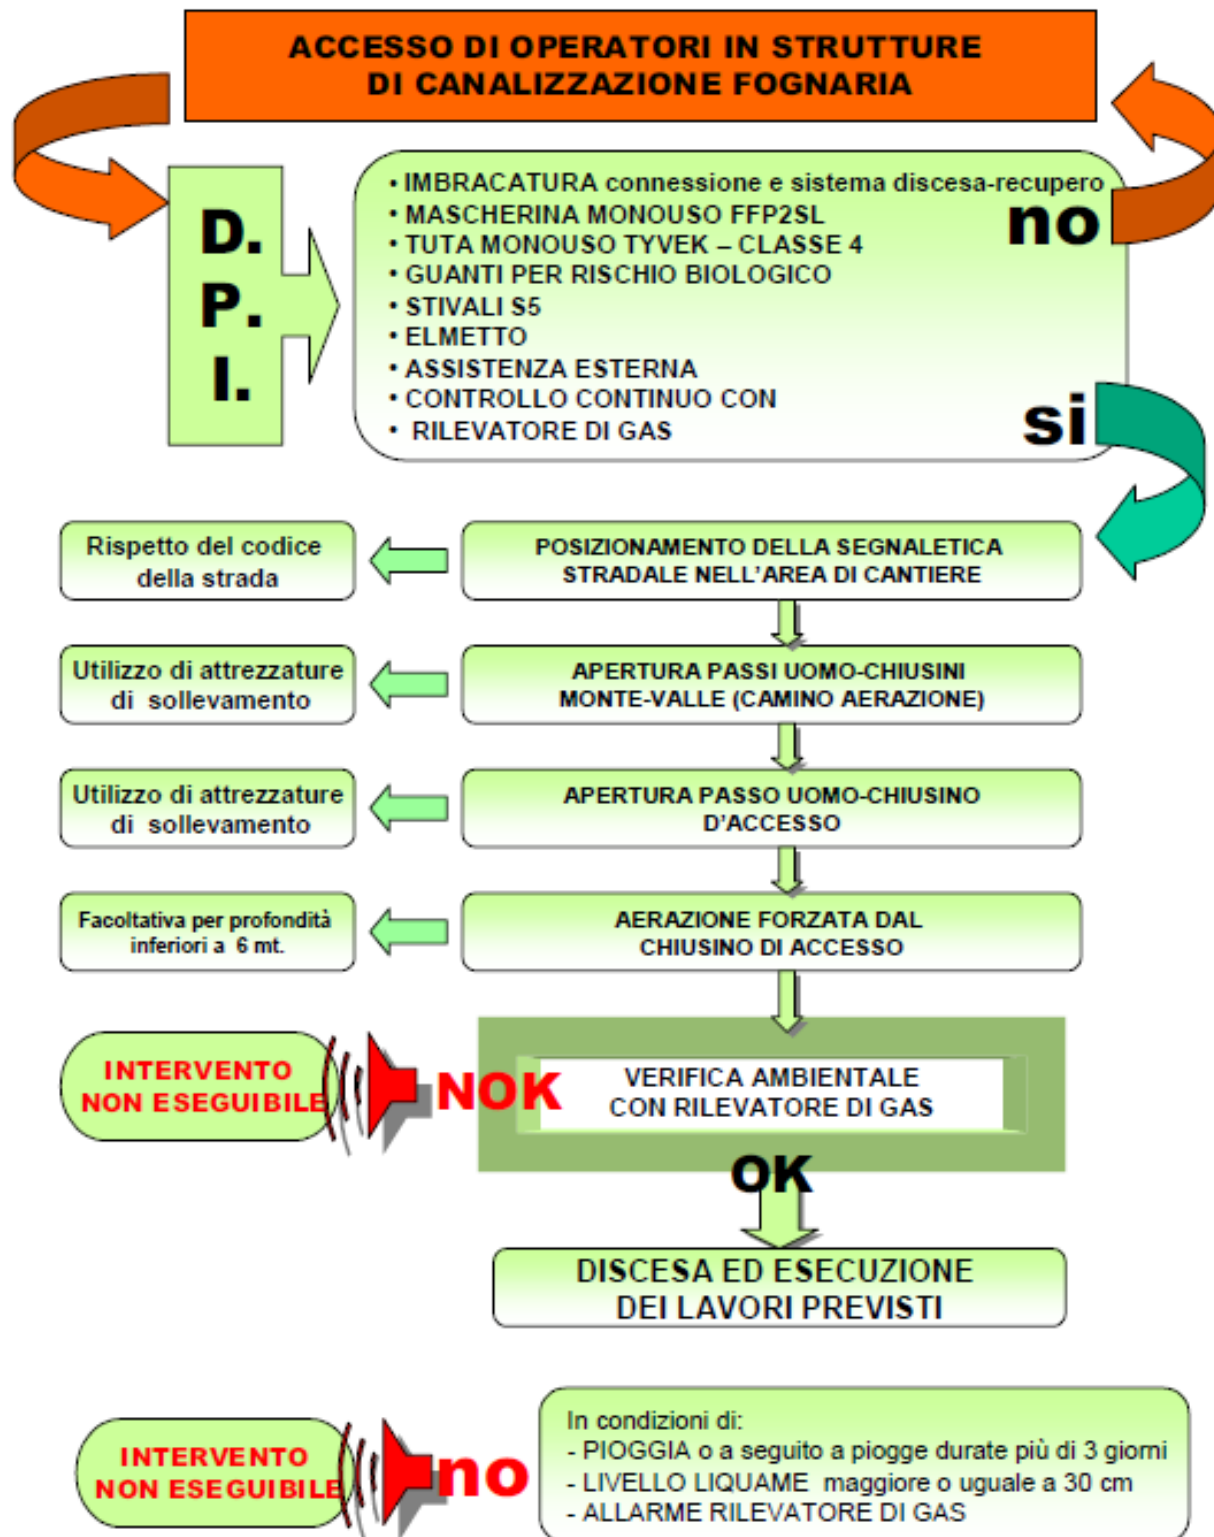 ACCESSO DI OPERATORI IN STRUTTURE
DI CANALIZZAZIONE FOGNARIA
D.
P.
I.
• IMBRACATURA connessione e sistema discesa-recupero
• MASCHERINA MONOUSO FFP2SL
• TUTA MONOUSO TYVEK – CLASSE 4
• GUANTI PER RISCHIO BIOLOGICO
• STIVALI S5
• ELMETTO
• ASSISTENZA ESTERNA
• CONTROLLO CONTINUO CON
• RILEVATORE DI GAS
no
si
Rispetto del codice
della strada
POSIZIONAMENTO DELLA SEGNALETICA
STRADALE NELL'AREA DI CANTIERE
Utilizzo di attrezzature
di sollevamento
APERTURA PASSI UOMO-CHIUSINI
MONTE-VALLE (CAMINO AERAZIONE)
Utilizzo di attrezzature
di sollevamento
APERTURA PASSO UOMO-CHIUSINO
D'ACCESSO
Facoltativa per profondità
inferiori a 6 mt.
AERAZIONE FORZATA DAL
CHIUSINO DI ACCESSO
INTERVENTO
NON ESEGUIBILE
NOK
VERIFICA AMBIENTALE
CON RILEVATORE DI GAS
OK
DISCESA ED ESECUZIONE
DEI LAVORI PREVISTI
INTERVENTO
NON ESEGUIBILE
no
In condizioni di:
- PIOGGIA o a seguito a piogge durate più di 3 giorni
- LIVELLO LIQUAME maggiore o uguale a 30 cm
- ALLARME RILEVATORE DI GAS